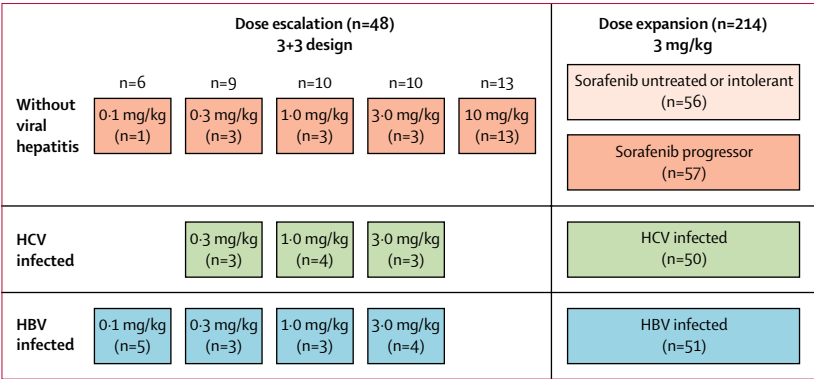 Dose escalation (n=48)
3+3 design
Dose expansion (n=214)
3 mg/kg
n=6 n=9 n=10 n=10 n=13
Without
viral
hepatitis
0·1 mg/kg
(n=1)
0·3 mg/kg
(n=3)
1·0 mg/kg
(n=3)
3·0 mg/kg
(n=3)
10 mg/kg
(n=13)
Sorafenib untreated or intolerant
(n=56)
Sorafenib progressor
(n=57)
HCV
infected
0·3 mg/kg
(n=3)
1·0 mg/kg
(n=4)
3·0 mg/kg
(n=3)
HCV infected
(n=50)
HBV
infected
0·1 mg/kg
(n=5)
0·3 mg/kg
(n=3)
1·0 mg/kg
(n=3)
3·0 mg/kg
(n=4)
HBV infected
(n=51)